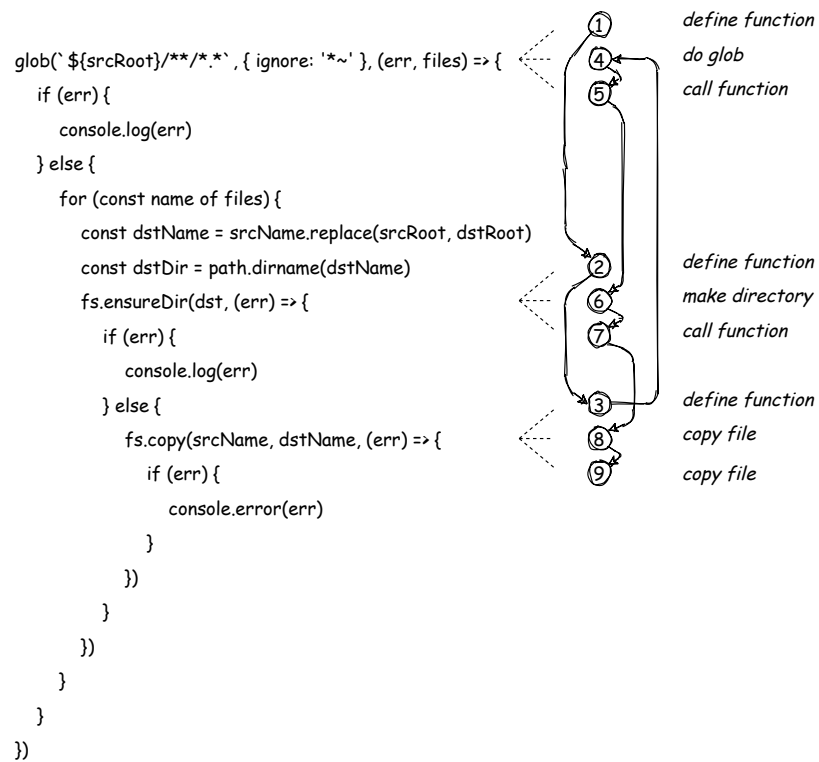 1 define function
glob(`${srcRoot}/**/*.*`, { ignore: '*~' }, (err, files) => { 4 do glob
if (err) { 5 call function
console.log(err)
} else {
for (const name of files) {
const dstName = srcName.replace(srcRoot, dstRoot)
const dstDir = path.dirname(dstName) 2 define function
fs.ensureDir(dst, (err) => { 6 make directory
if (err) { 7 call function
console.log(err)
} else { 3 define function
fs.copy(srcName, dstName, (err) => { 8 copy file
if (err) { 9 copy file
console.error(err)
}
})
}
})
}
}
})